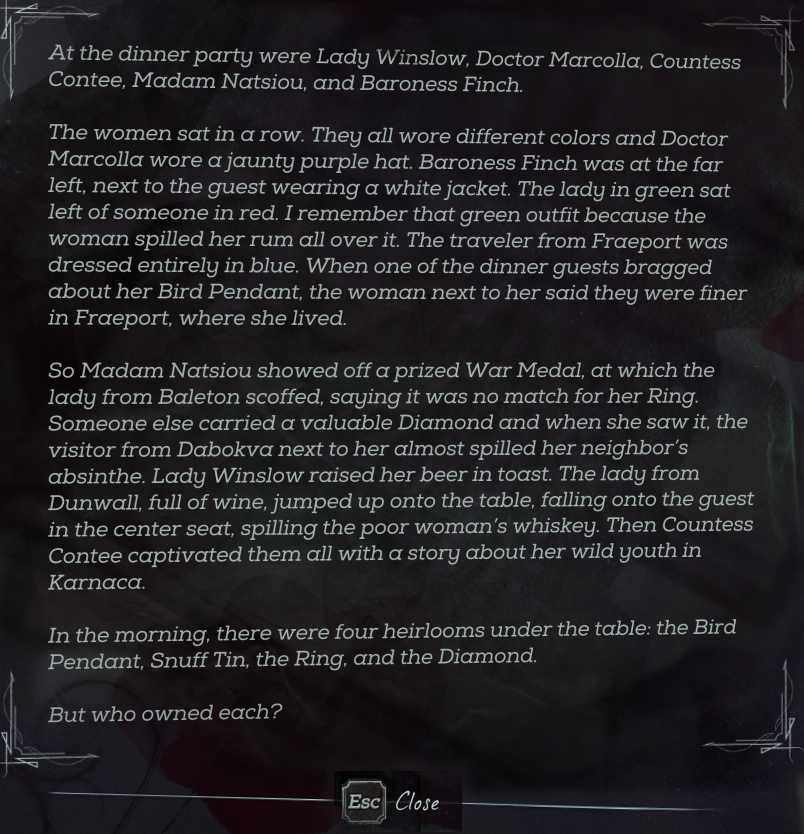 At the dinner party were Lady Winslow, Doctor Marcolla, Countess
Contee, Madam Natsiou, and Baroness Finch.
The women sat in a row. They all wore different colors and Doctor
Marcolla wore a jaunty purple hat. Baroness Finch was at the far
left, next to the guest wearing a white jacket. The lady in green sat
left of someone in red. I remember that green outfit because the
woman spilled her rum all over it. The traveler from Fraeport was
dressed entirely in blue. When one of the dinner guests bragged
about her Bird Pendant, the woman next to her said they were finer
in Fraeport, where she lived.
So Madam Natsiou showed off a prized War Medal, at which the
lady from Baleton scoffed, saying it was no match for her Ring.
Someone else carried a valuable Diamond and when she saw it, the
visitor from Dabokva next to her almost spilled her neighbor's
absinthe. Lady Winslow raised her beer in toast. The lady from
Dunwall, full of wine, jumped up onto the table, falling onto the guest
in the center seat, spilling the poor woman's whiskey. Then Countess
Contee captivated them all with a story about her wild youth in
Karnaca.
In the morning, there were four heirlooms under the table: the Bird
Pendant, Snuff Tin, the Ring, and the Diamond.
But who owned each?
Esc Close